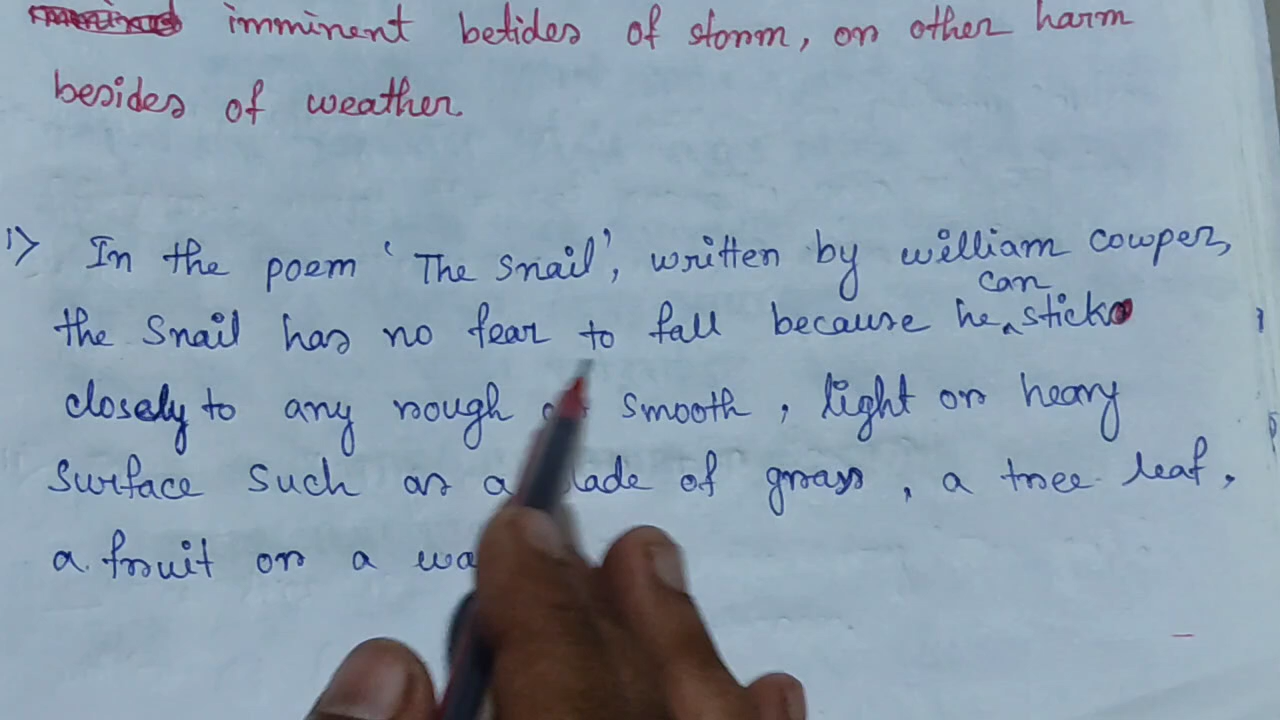 imminent betides of storm, or other harm
besides of weather.
1> In the poem 'The Snail', written by william cowper,
can
the Snail has no fear to fall because he ^ stick
closely to any rough smooth, light or heavy
surface such as a of grass, a tree leaf,
a fruit or a